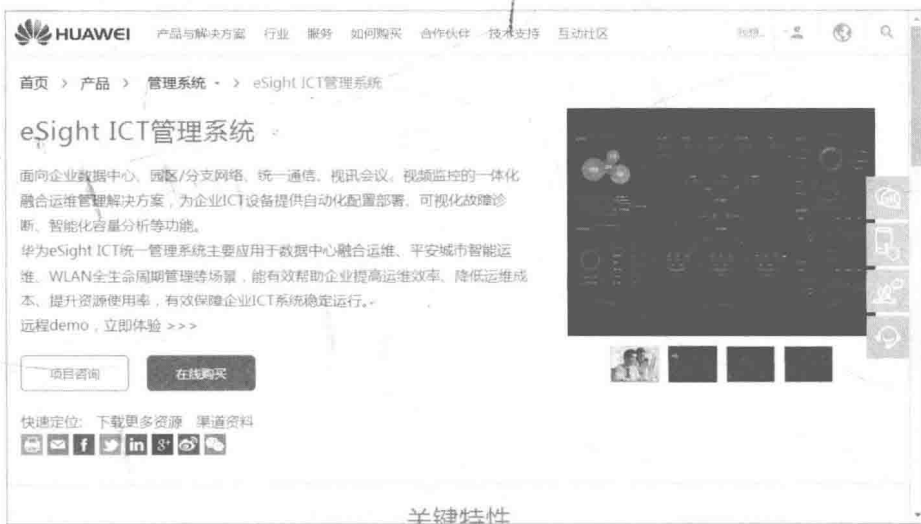 HUAWEI 产品与解决方案 行业 服务 如何购买 合作伙伴 技术支持 互动社区
首页 > 产品 > 管理系统 > eSight ICT管理系统
eSight ICT管理系统
面向企业数据中心、园区/分支网络、统一通信、视讯会议、视频监控的一体化
融合运维管理解决方案，为企业ICT设备提供自动化配置部署、可视化故障诊
断、智能化容量分析等功能。
华为eSight ICT统一管理系统主要应用于数据中心融合运维、平安城市智能运
维、WLAN全生命周期管理等场景，能有效帮助企业提高运维效率、降低运维成
本、提升资源使用率，有效保障企业ICT系统稳定运行。
远程demo，立即体验 >>>
项目咨询 在线购买
快速定位: 下载更多资源 渠道资料
关键特性